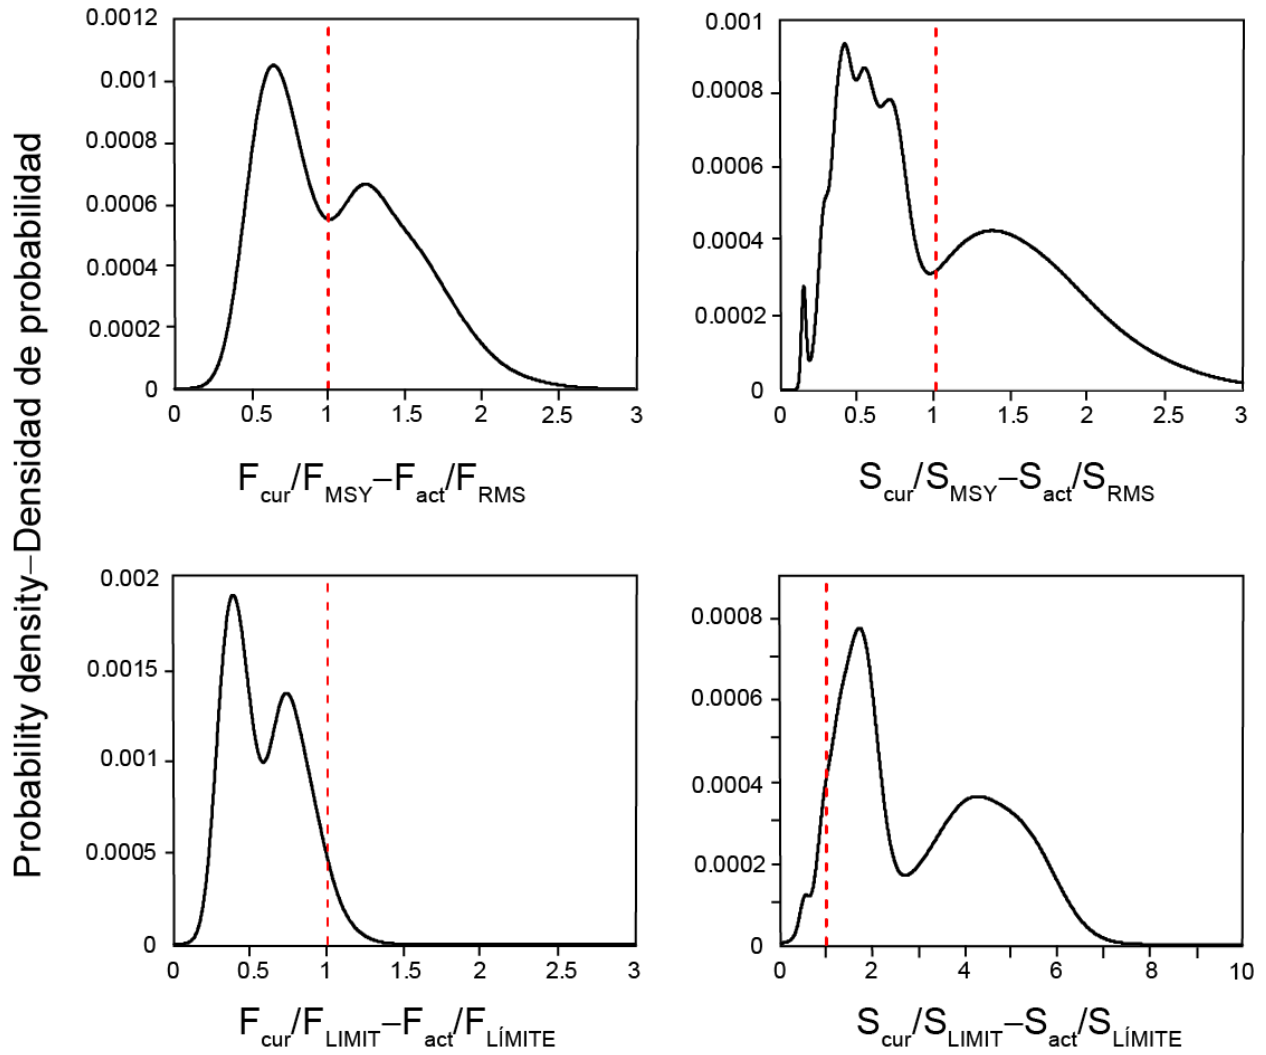 Probability density–Densidad de probabilidad
0.0012
0.001
0.0008
0.0006
0.0004
0.0002
0
0 0.5 1 1.5 2 2.5 3
Fcur/FMSY–Fact/FRMS
0.001
0.0008
0.0006
0.0004
0.0002
0
0 0.5 1 1.5 2 2.5 3
Scur/SMSY–Sact/SRMS
0.002
0.0015
0.001
0.0005
0
0 0.5 1 1.5 2 2.5 3
Fcur/FLIMIT–Fact/FLÍMITE
0.0008
0.0006
0.0004
0.0002
0
0 2 4 6 8 10
Scur/SLIMIT–Sact/SLÍMITE